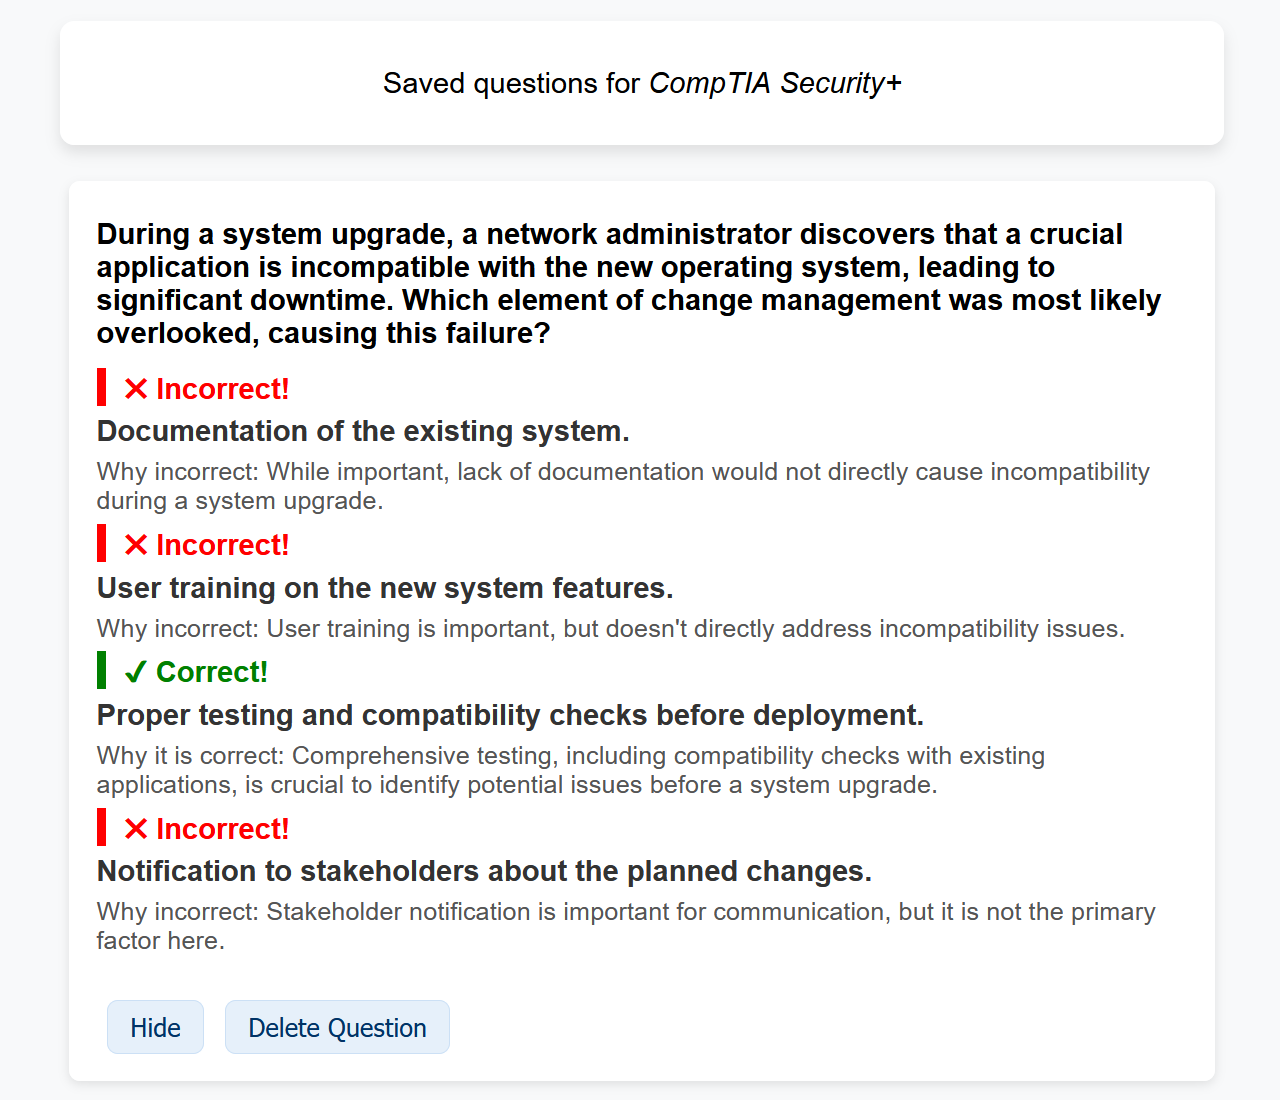 Saved questions for CompTIA Security+
During a system upgrade, a network administrator discovers that a crucial
application is incompatible with the new operating system, leading to
significant downtime. Which element of change management was most likely
overlooked, causing this failure?
✕ Incorrect!
Documentation of the existing system.
Why incorrect: While important, lack of documentation would not directly cause incompatibility
during a system upgrade.
✕ Incorrect!
User training on the new system features.
Why incorrect: User training is important, but doesn't directly address incompatibility issues.
✓ Correct!
Proper testing and compatibility checks before deployment.
Why it is correct: Comprehensive testing, including compatibility checks with existing
applications, is crucial to identify potential issues before a system upgrade.
✕ Incorrect!
Notification to stakeholders about the planned changes.
Why incorrect: Stakeholder notification is important for communication, but it is not the primary
factor here.
Hide
Delete Question